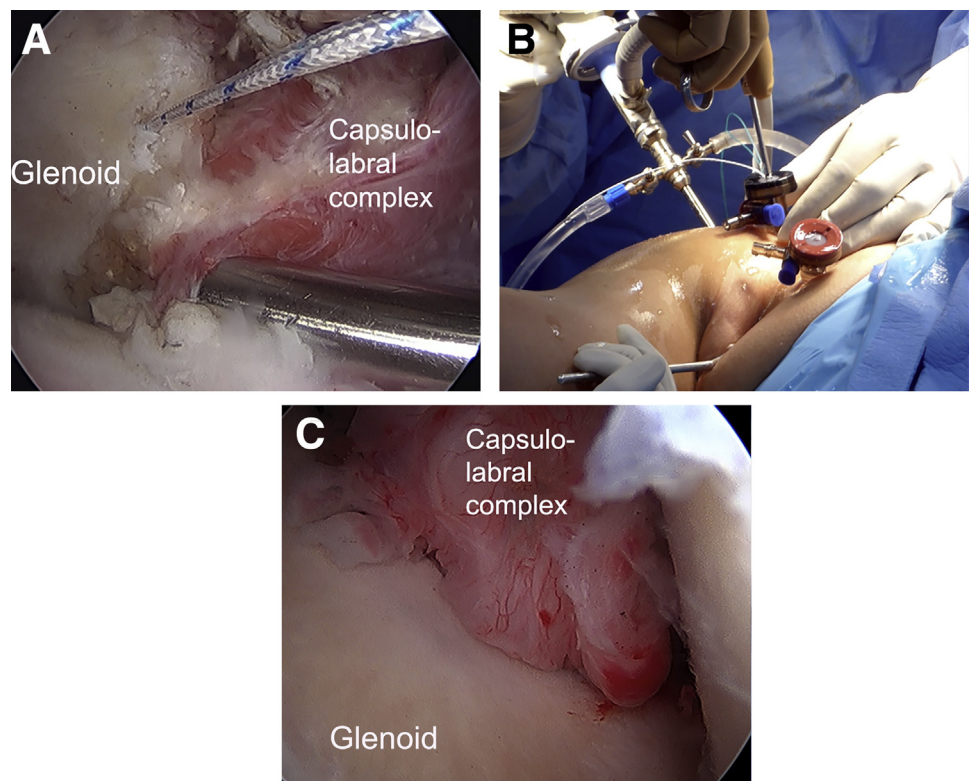 A
Glenoid
Capsulo-
labral
complex
B
C
Capsulo-
labral
complex
Glenoid